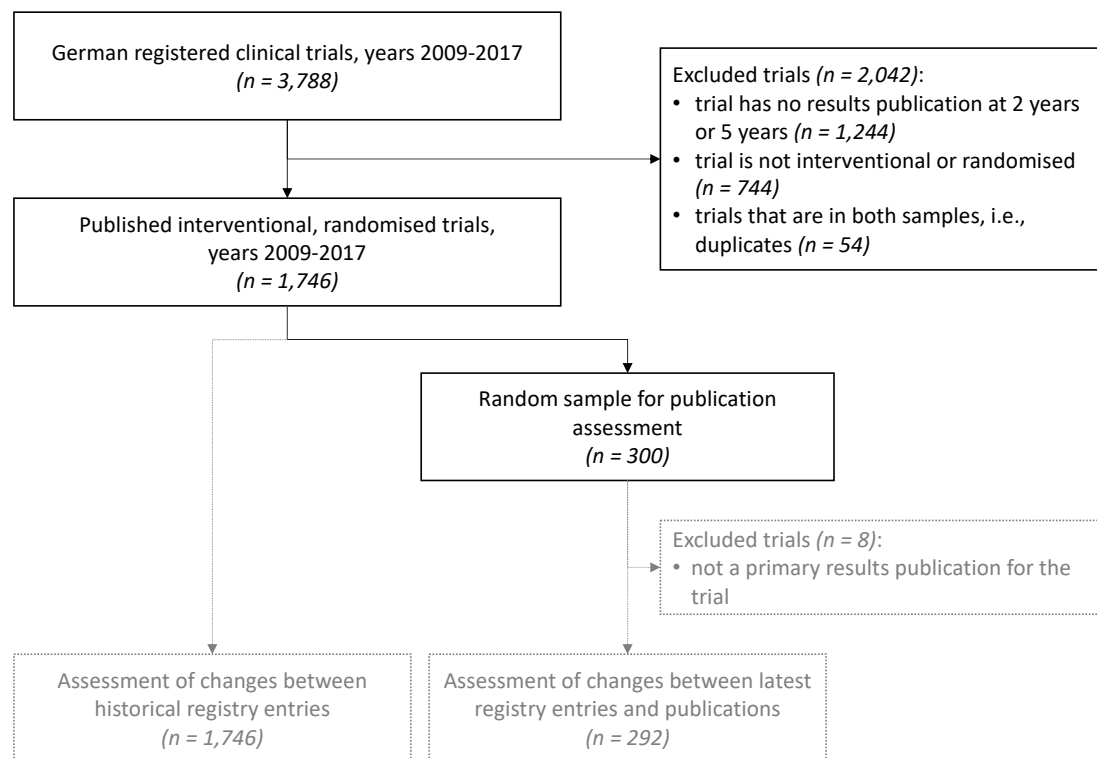 German registered clinical trials, years 2009-2017
(n = 3,788)
Excluded trials (n = 2,042):
• trial has no results publication at 2 years
or 5 years (n = 1,244)
• trial is not interventional or randomised
(n = 744)
• trials that are in both samples, i.e.,
duplicates (n = 54)
Published interventional, randomised trials,
years 2009-2017
(n = 1,746)
Random sample for publication
assessment
(n = 300)
Excluded trials (n = 8):
• not a primary results publication for the
trial
Assessment of changes between
historical registry entries
(n = 1,746)
Assessment of changes between latest
registry entries and publications
(n = 292)